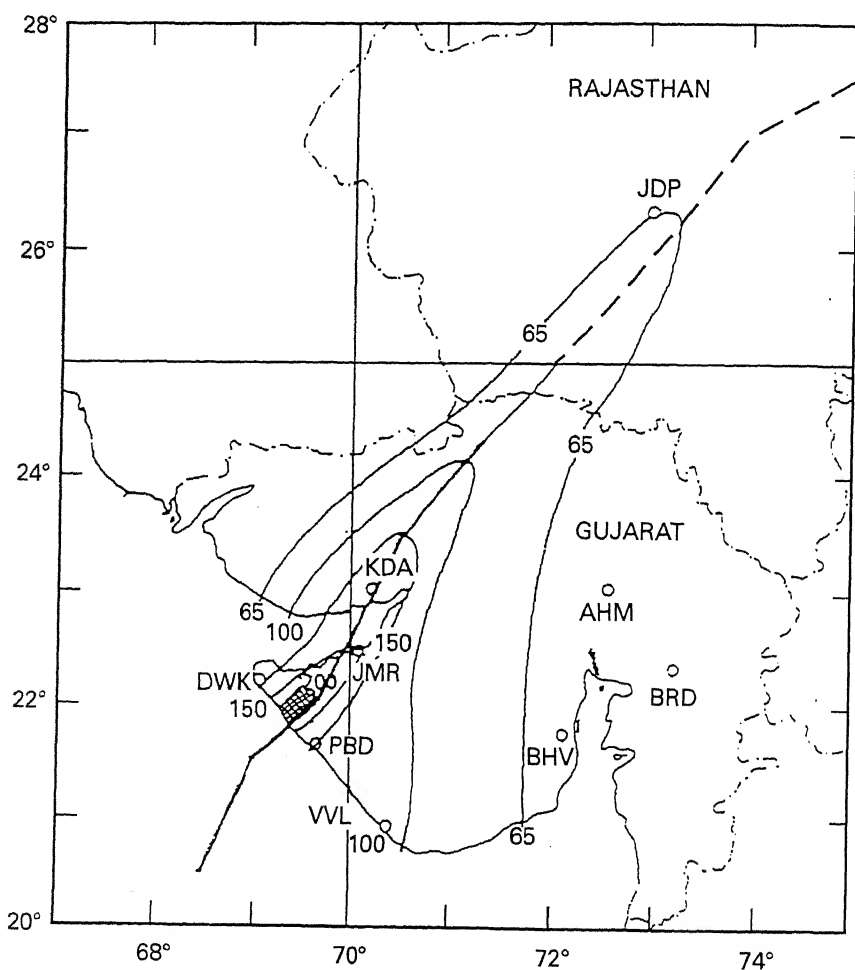 28°
RAJASTHAN
JDP
26°
65
65
24°
GUJARAT
KDA
AHM
65
100
150
DWK
200
JMR
BRD
22°
150
PBD
BHV
VVL
100
65
20°
68° 70° 72° 74°